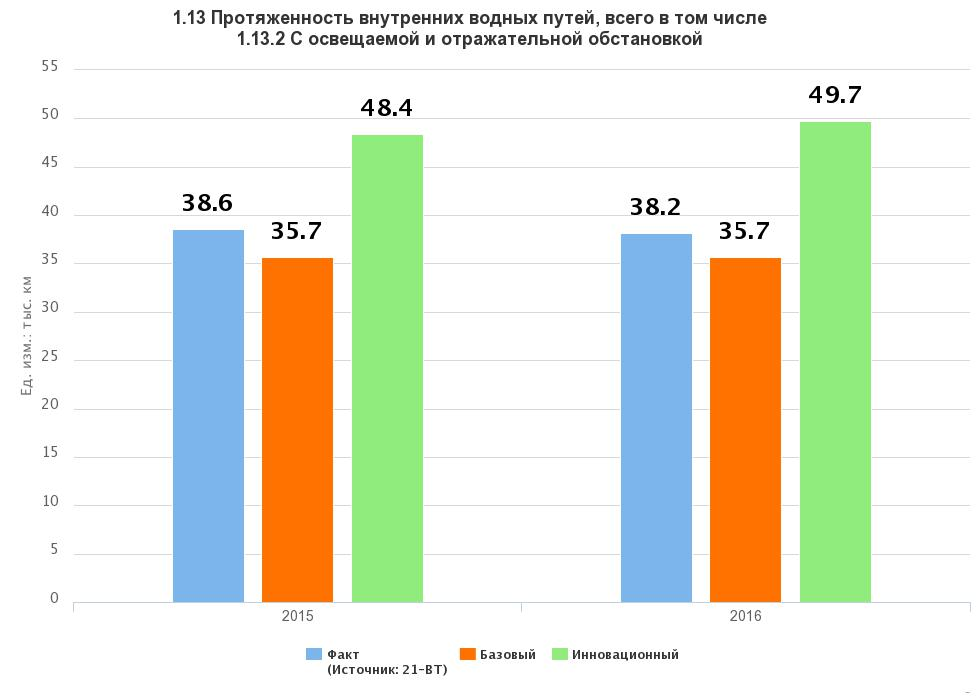 1.13 Протяженность внутренних водных путей, всего в том числе
1.13.2 С освещаемой и отражательной обстановкой
Ед. изм.: тыс. км
55
50
45
40
35
30
25
20
15
10
5
0
38.6
35.7
48.4
38.2
35.7
49.7
2015
2016
Факт
(Источник: 21-ВТ)
Базовый
Инновационный